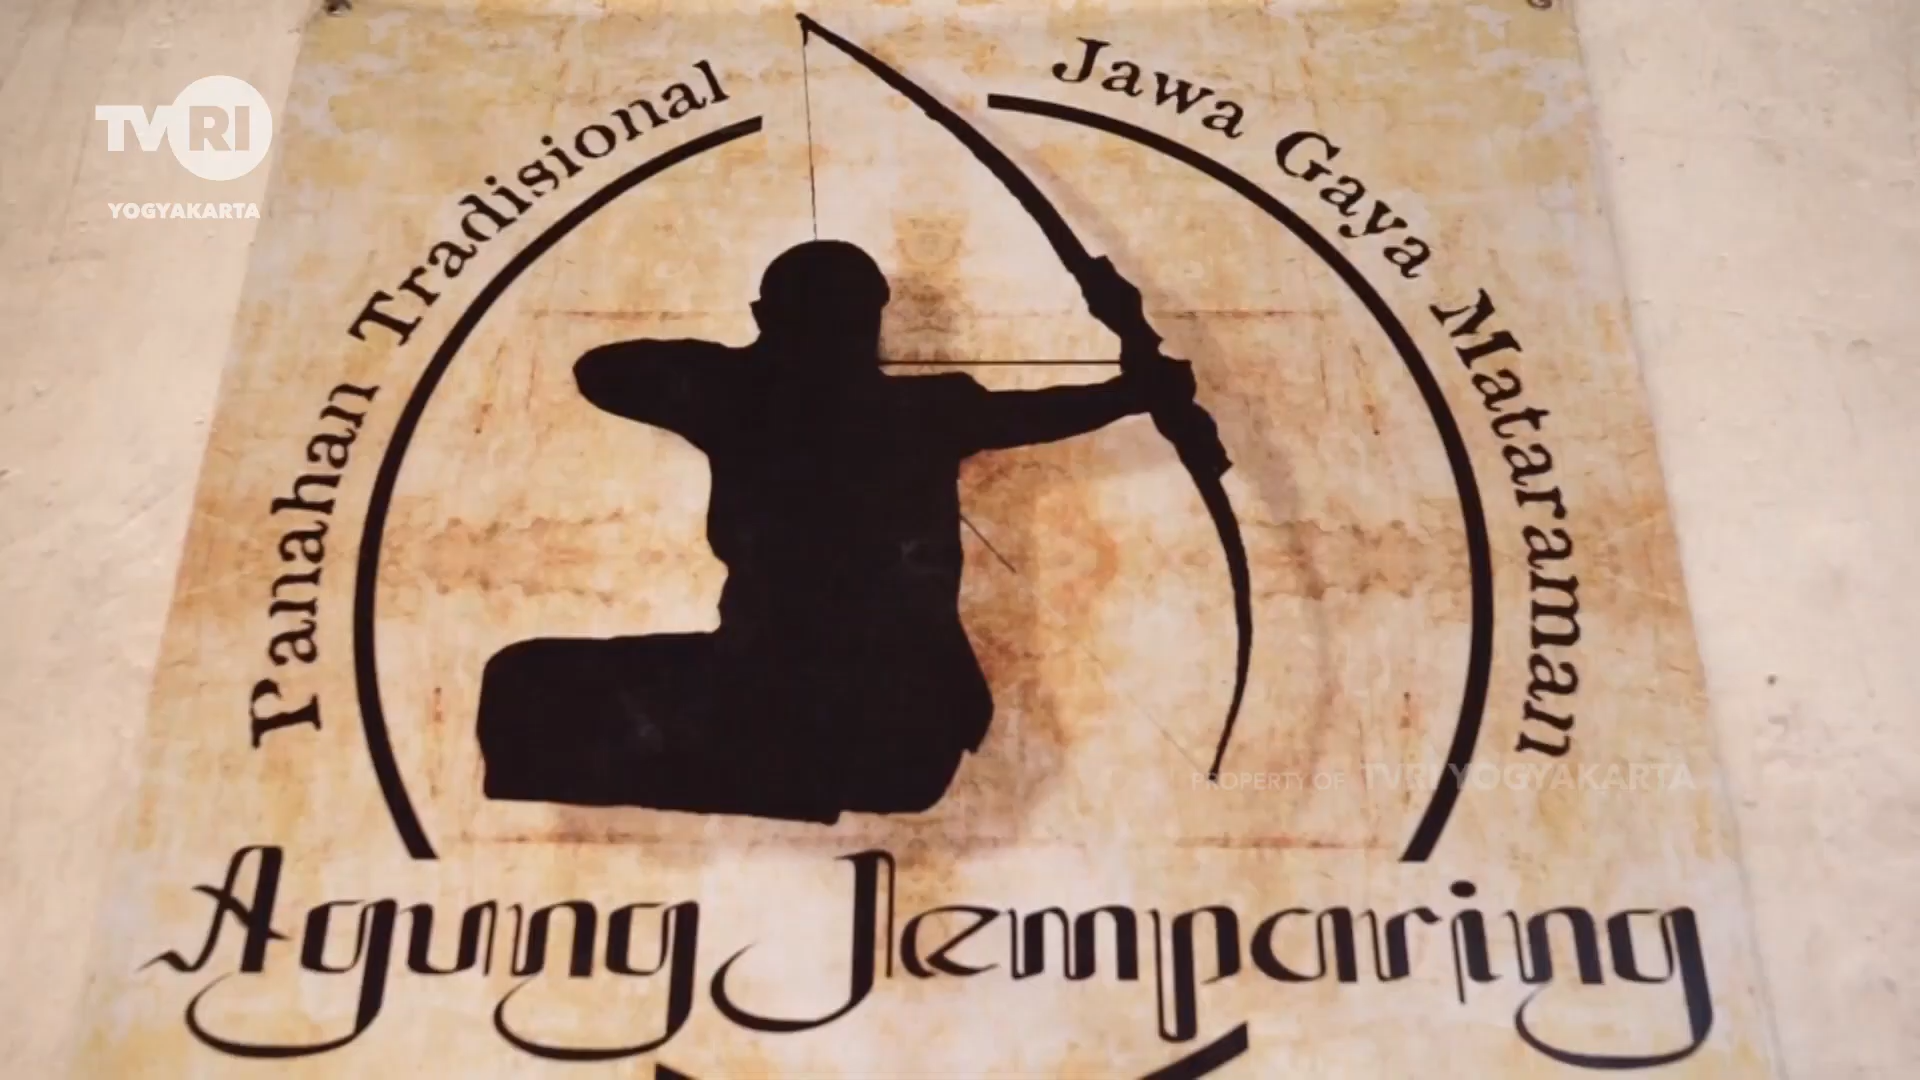 TVRI
YOGYAKARTA
Panahan Tradisional
Jawa Gaya Mataraman
PROPERTY OF TVRI YOGYAKARTA
Agung Jemparing